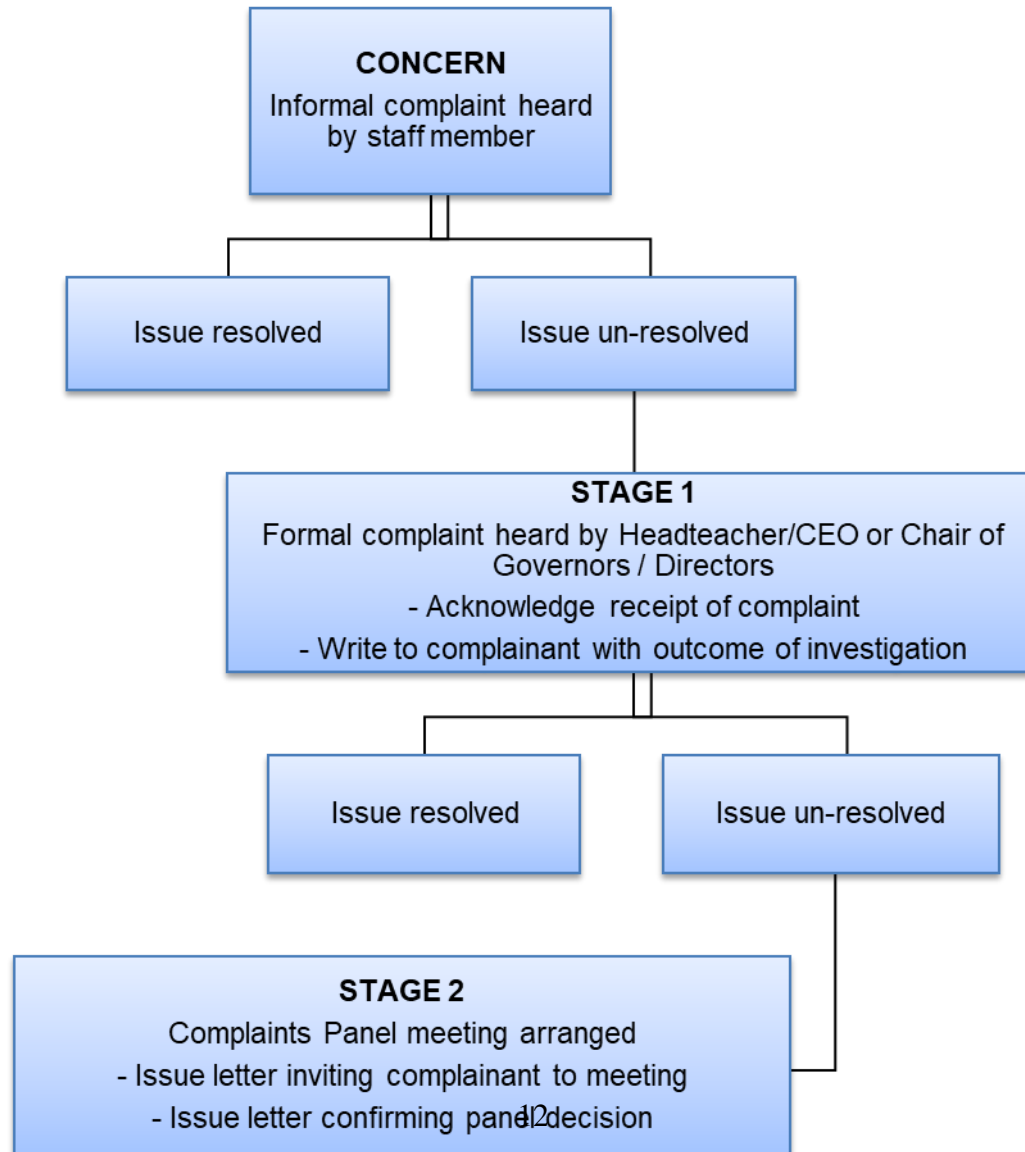 CONCERN
Informal complaint heard
by staff member
Issue resolved
Issue un-resolved
STAGE 1
Formal complaint heard by Headteacher/CEO or Chair of
Governors / Directors
- Acknowledge receipt of complaint
- Write to complainant with outcome of investigation
Issue resolved
Issue un-resolved
STAGE 2
Complaints Panel meeting arranged
- Issue letter inviting complainant to meeting
- Issue letter confirming panel decision
12